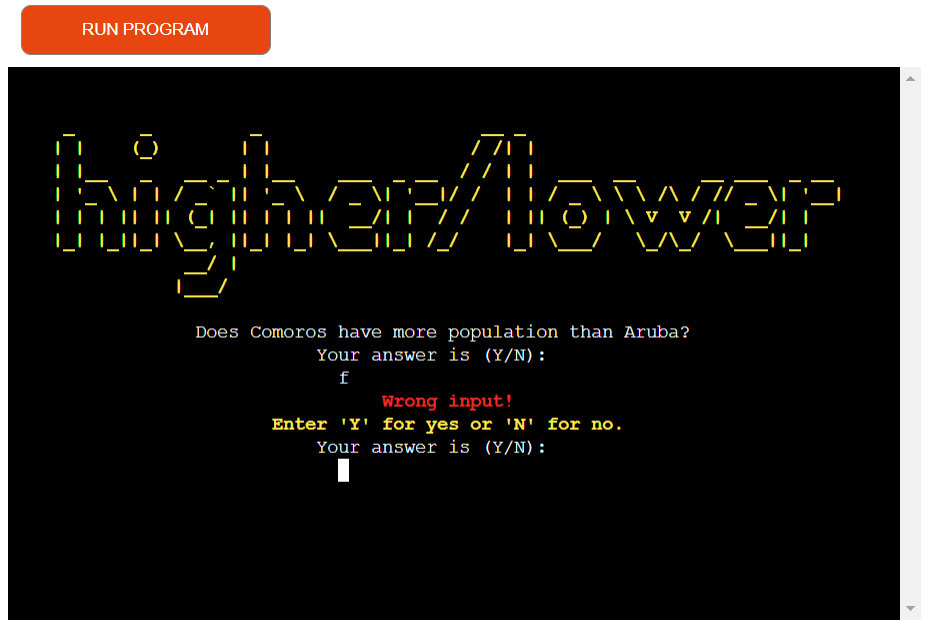 RUN PROGRAM
higher/lower
Does Comoros have more population than Aruba?
Your answer is (Y/N):
f
Wrong input!
Enter 'Y' for yes or 'N' for no.
Your answer is (Y/N):